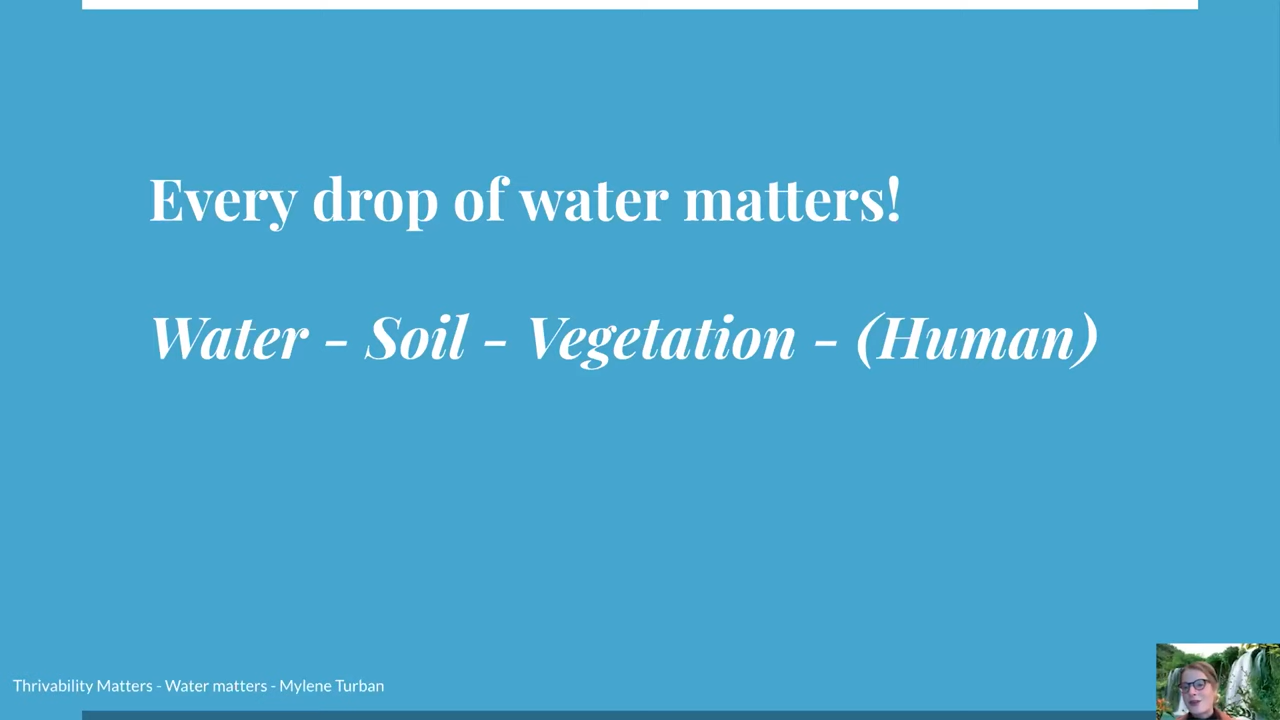 Every drop of water matters!
Water - Soil - Vegetation - (Human)
Thrivability Matters - Water matters - Mylene Turban